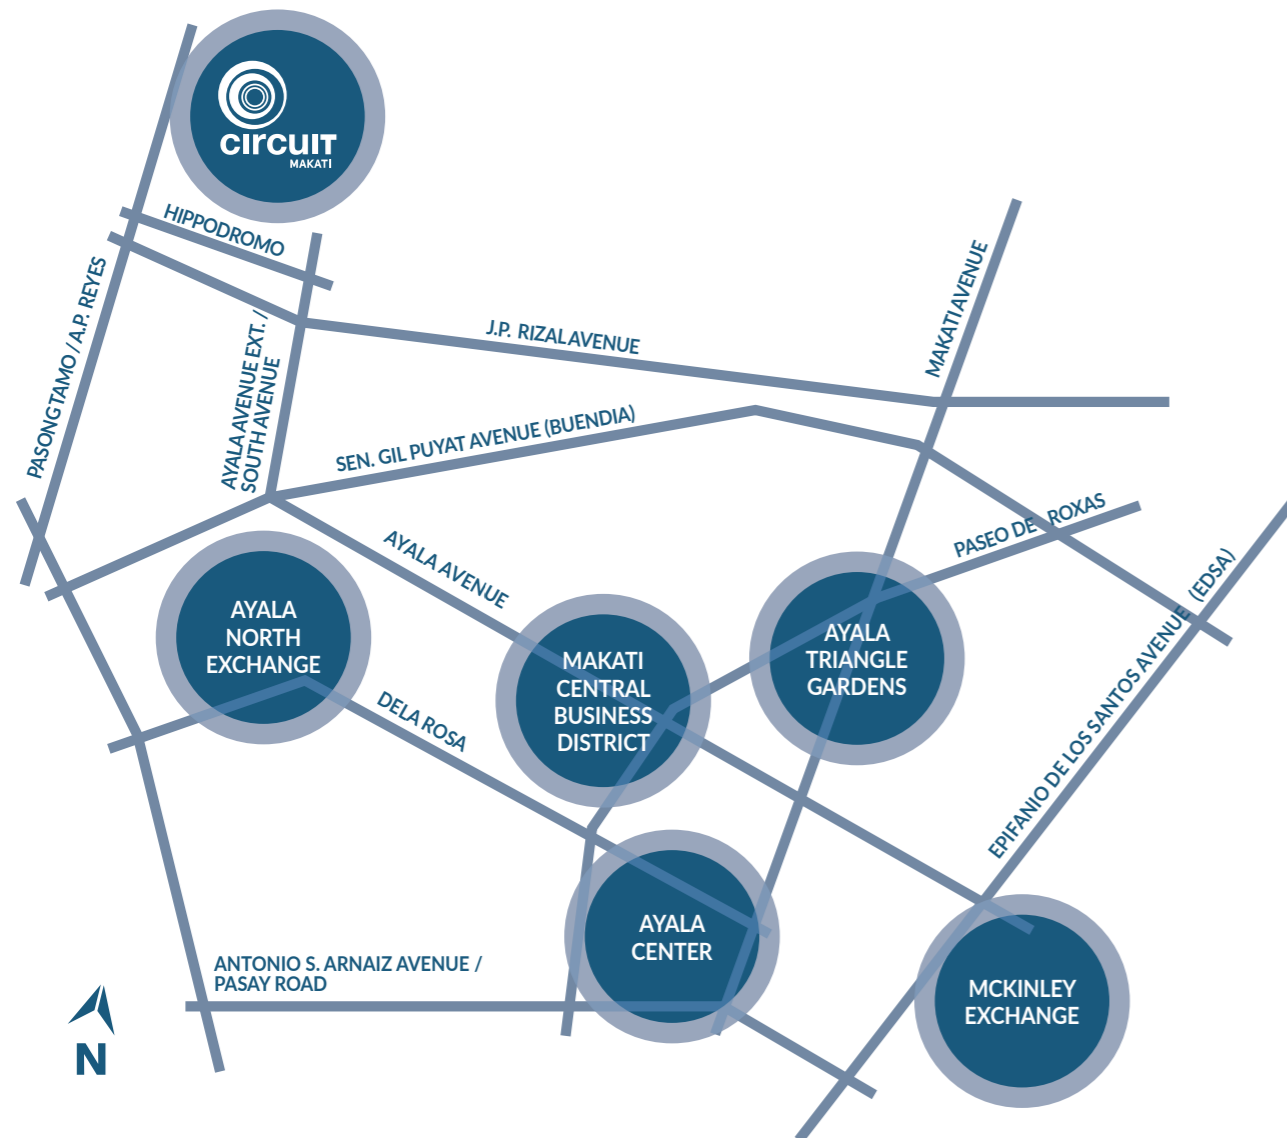 circuit
MAKATI
HIPPODROMO
PASONG TAMO / A.P. REYES
AYALA AVENUE EXT. /
SOUTH AVENUE
J.P. RIZAL AVENUE
MAKATI AVENUE
SEN. GIL PUYAT AVENUE (BUENDIA)
PASEO DE ROXAS
AYALA AVENUE
EPIFANIO DE LOS SANTOS AVENUE (EDSA)
AYALA
NORTH
EXCHANGE
MAKATI
CENTRAL
BUSINESS
DISTRICT
AYALA
TRIANGLE
GARDENS
DELA ROSA
AYALA
CENTER
ANTONIO S. ARNAIZ AVENUE /
PASAY ROAD
MCKINLEY
EXCHANGE
N